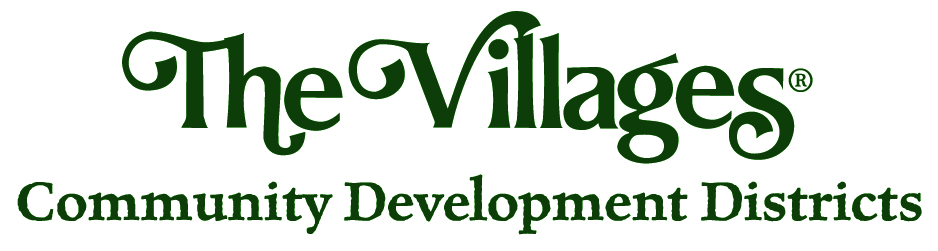 The Villages®
Community Development Districts